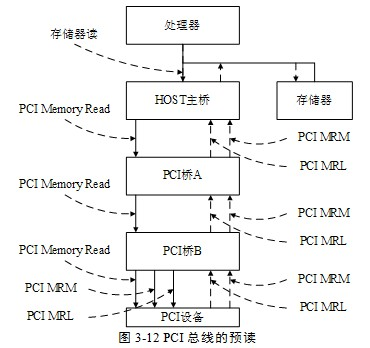 处理器
存储器读
HOST主桥
存储器
PCI Memory Read
PCI MRM
PCI MRL
PCI桥A
PCI Memory Read
PCI MRM
PCI MRL
PCI桥B
PCI Memory Read
PCI MRM
PCI MRM
PCI MRL
PCI MRL
PCI设备
图 3-12 PCI 总线的预读